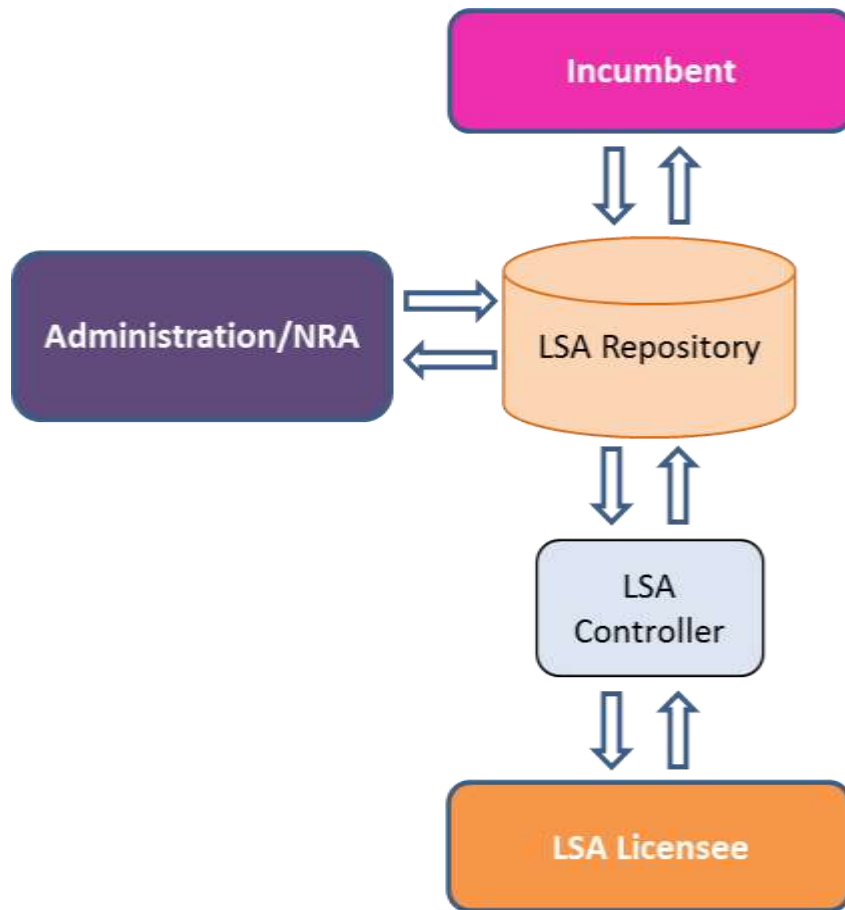 Incumbent
Administration/NRA
LSA Repository
LSA
Controller
LSA Licensee